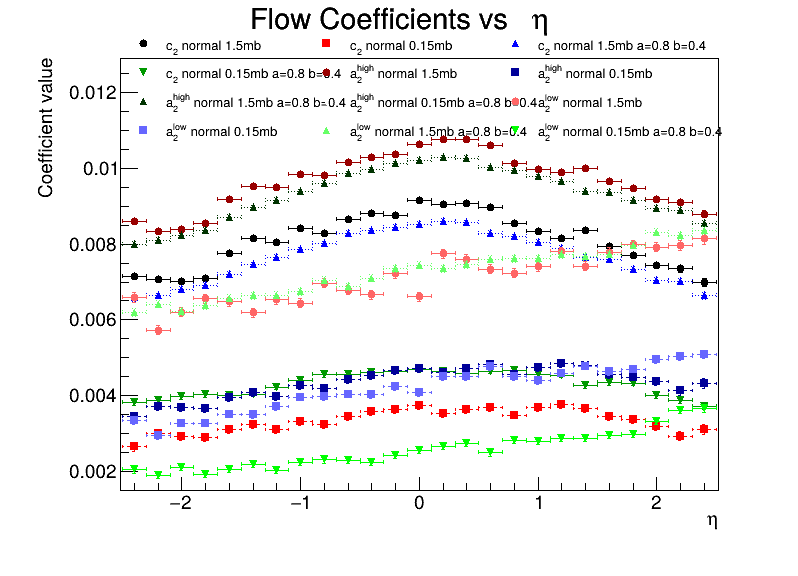 Flow Coefficients vs η
c2 normal 1.5mb c2 normal 0.15mb c2 normal 1.5mb a=0.8 b=0.4
c2 normal 0.15mb a=0.8 b=0.4 a2high normal 1.5mb a2high normal 0.15mb
a2high normal 1.5mb a=0.8 b=0.4 a2high normal 0.15mb a=0.8 b=0.4 a2low normal 1.5mb
a2low normal 0.15mb a2low normal 1.5mb a=0.8 b=0.4 a2low normal 0.15mb a=0.8 b=0.4
Coefficient value
0.012
0.01
0.008
0.006
0.004
0.002
−2 −1 0 1 2
η